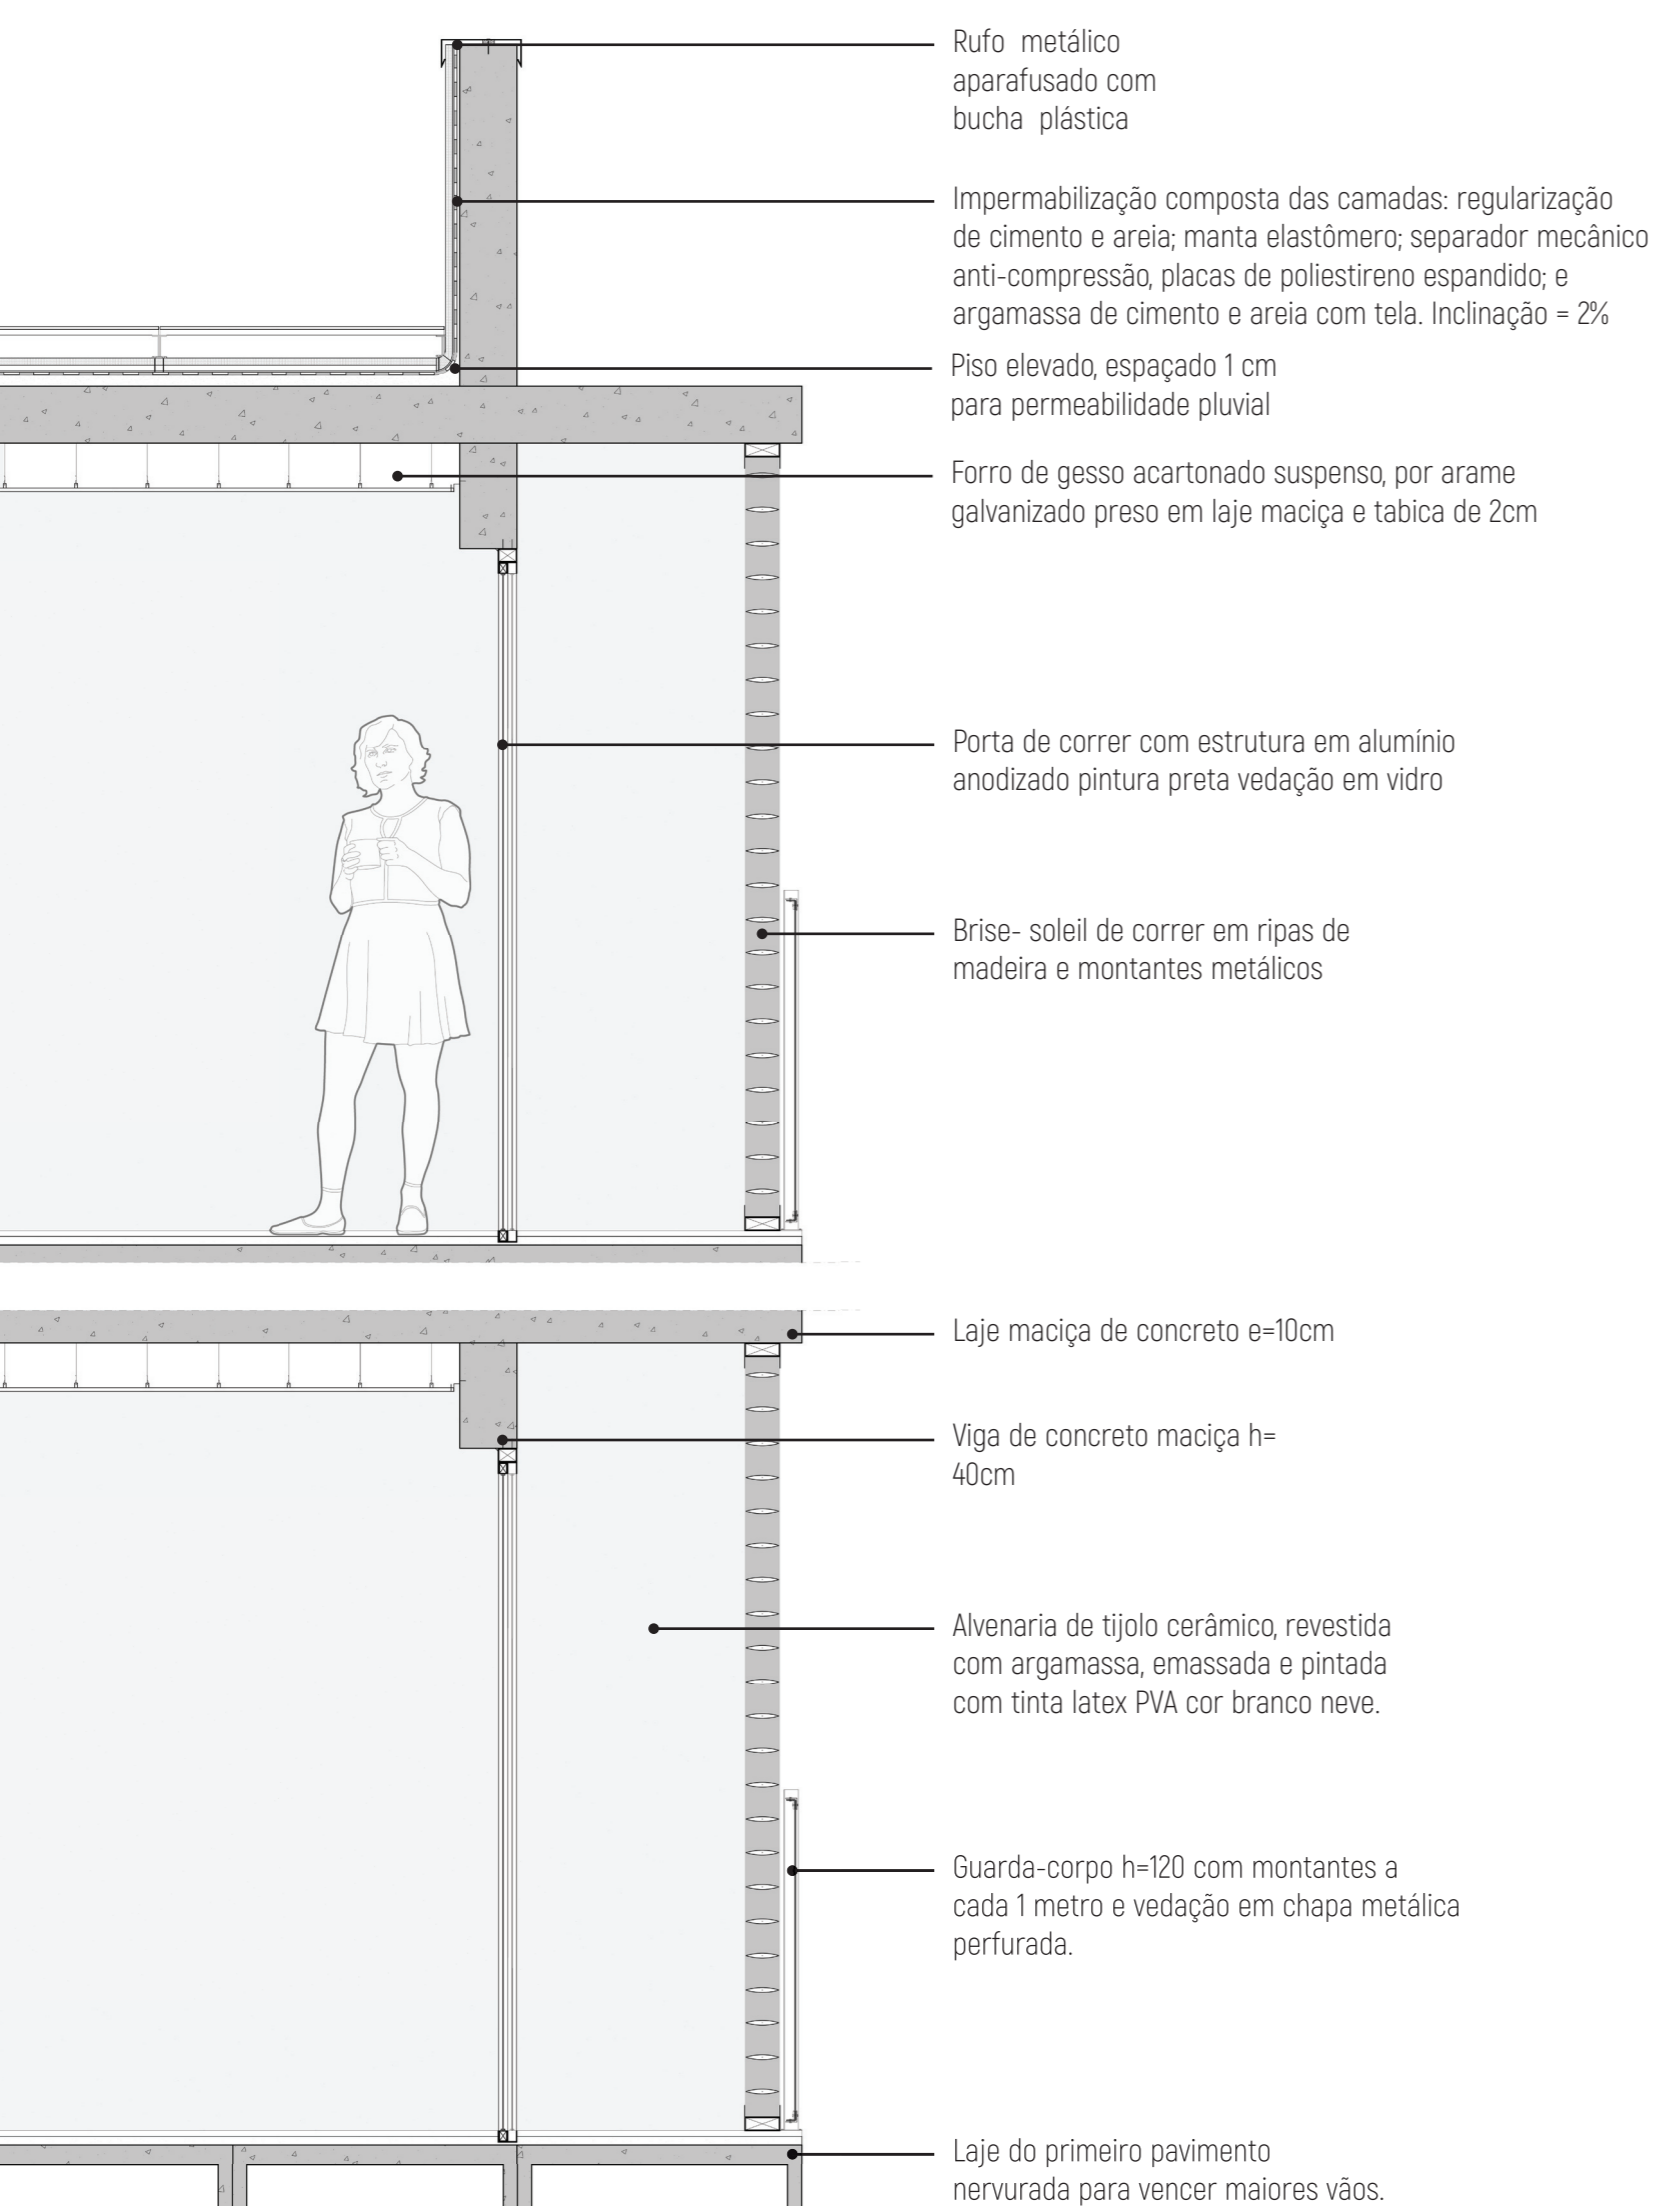 Rufo metálico
aparafusado com
bucha plástica
Impermabilização composta das camadas: regularização
de cimento e areia; manta elastômero; separador mecânico
anti-compressão, placas de poliestireno espandido; e
argamassa de cimento e areia com tela. Inclinação = 2%
Piso elevado, espaçado 1 cm
para permeabilidade pluvial
Forro de gesso acartonado suspenso, por arame
galvanizado preso em laje maciça e tabica de 2cm
Porta de correr com estrutura em alumínio
anodizado pintura preta vedação em vidro
Brise- soleil de correr em ripas de
madeira e montantes metálicos
Laje maciça de concreto e=10cm
Viga de concreto maciça h=
40cm
Alvenaria de tijolo cerâmico, revestida
com argamassa, emassada e pintada
com tinta latex PVA cor branco neve.
Guarda-corpo h=120 com montantes a
cada 1 metro e vedação em chapa metálica
perfurada.
Laje do primeiro pavimento
nervurada para vencer maiores vãos.